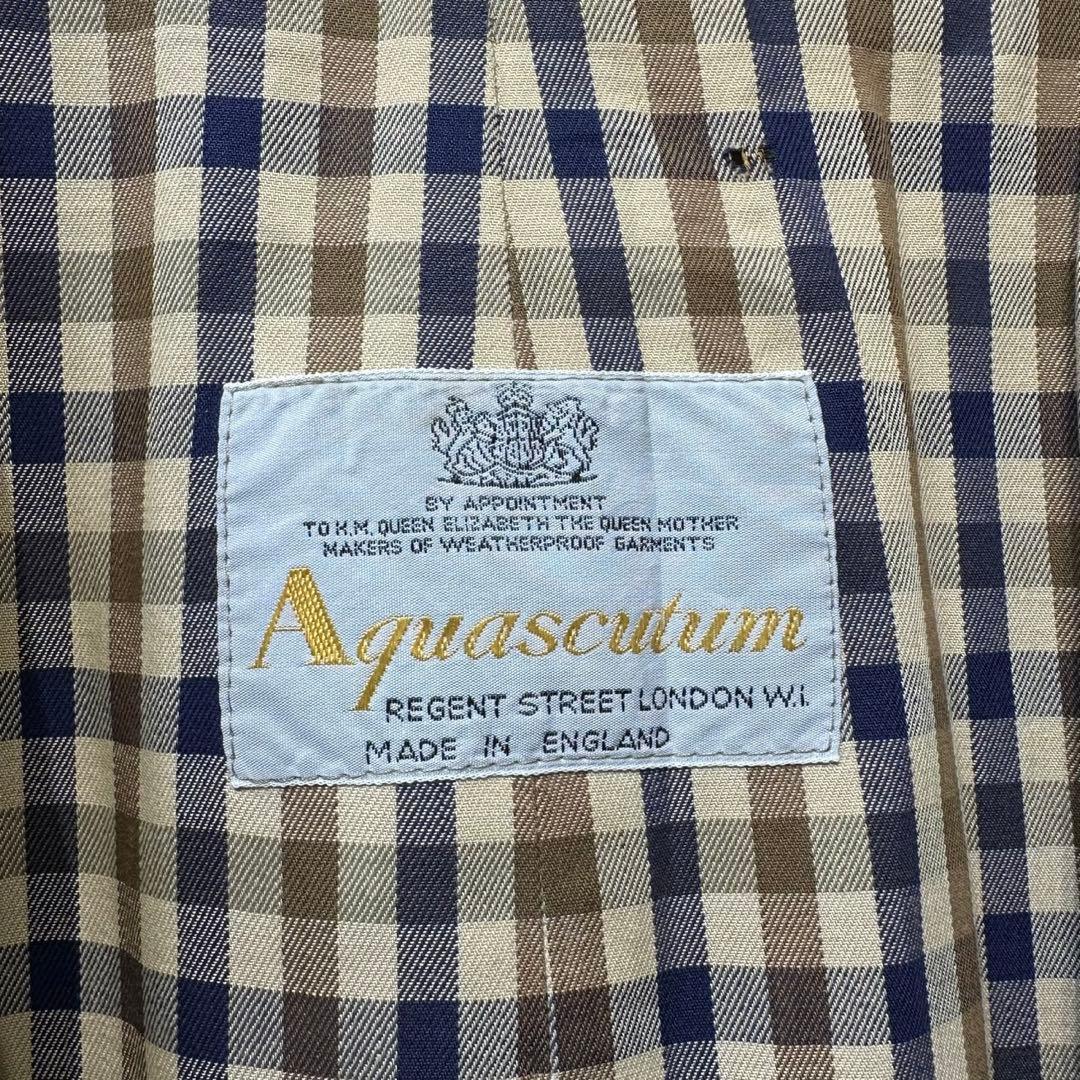 BY APPOINTMENT
TO H.M. QUEEN ELIZABETH THE QUEEN MOTHER
MAKERS OF WEATHERPROOF GARMENTS
Aquascutum
REGENT STREET LONDON W.I.
MADE IN ENGLAND